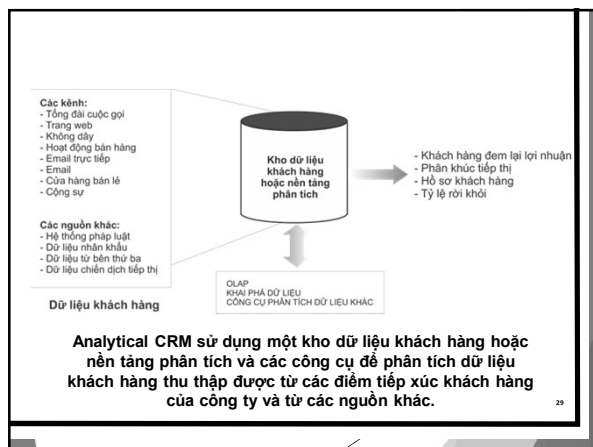 Các kênh:
- Tổng đài cuộc gọi
- Trang web
- Không dây
- Hoạt động bán hàng
- Email trực tiếp
- Email
- Cửa hàng bán lẻ
- Cộng sự
Các nguồn khác:
- Hệ thống pháp luật
- Dữ liệu nhân khẩu
- Dữ liệu từ bên thứ ba
- Dữ liệu chiến dịch tiếp thị
Dữ liệu khách hàng
Kho dữ liệu
khách hàng
hoặc nền tảng
phân tích
- Khách hàng đem lại lợi nhuận
- Phân khúc tiếp thị
- Hồ sơ khách hàng
- Tỷ lệ rời khỏi
OLAP
KHAI PHÁ DỮ LIỆU
CÔNG CỤ PHÂN TÍCH DỮ LIỆU KHÁC
Analytical CRM sử dụng một kho dữ liệu khách hàng hoặc
nền tảng phân tích và các công cụ để phân tích dữ liệu
khách hàng thu thập được từ các điểm tiếp xúc khách hàng
của công ty và từ các nguồn khác.
29